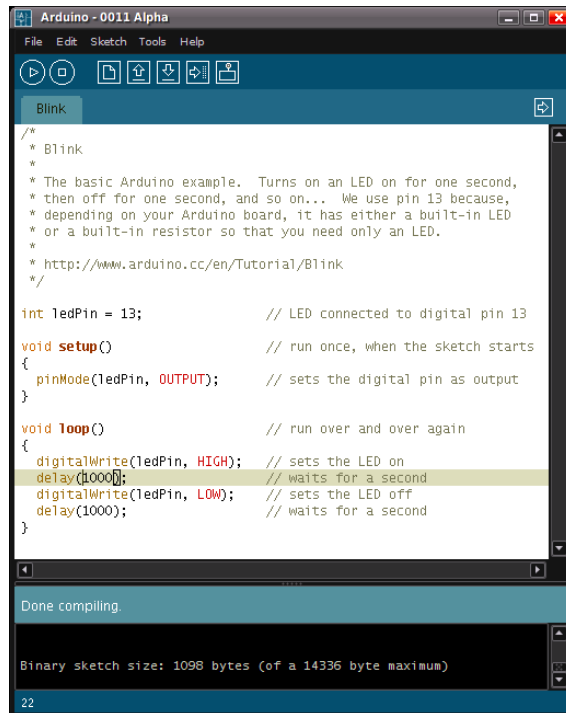 Arduino - 0011 Alpha
File Edit Sketch Tools Help
Blink
/*
 * Blink
 *
 * The basic Arduino example.  Turns on an LED on for one second,
 * then off for one second, and so on...  We use pin 13 because,
 * depending on your Arduino board, it has either a built-in LED
 * or a built-in resistor so that you need only an LED.
 *
 * http://www.arduino.cc/en/Tutorial/Blink
 */
int ledPin = 13;                // LED connected to digital pin 13
void setup()                    // run once, when the sketch starts
{
  pinMode(ledPin, OUTPUT);      // sets the digital pin as output
}
void loop()                     // run over and over again
{
  digitalWrite(ledPin, HIGH);   // sets the LED on
  delay(1000);                  // waits for a second
  digitalWrite(ledPin, LOW);    // sets the LED off
  delay(1000);                  // waits for a second
}
Done compiling.
Binary sketch size: 1098 bytes (of a 14336 byte maximum)
22